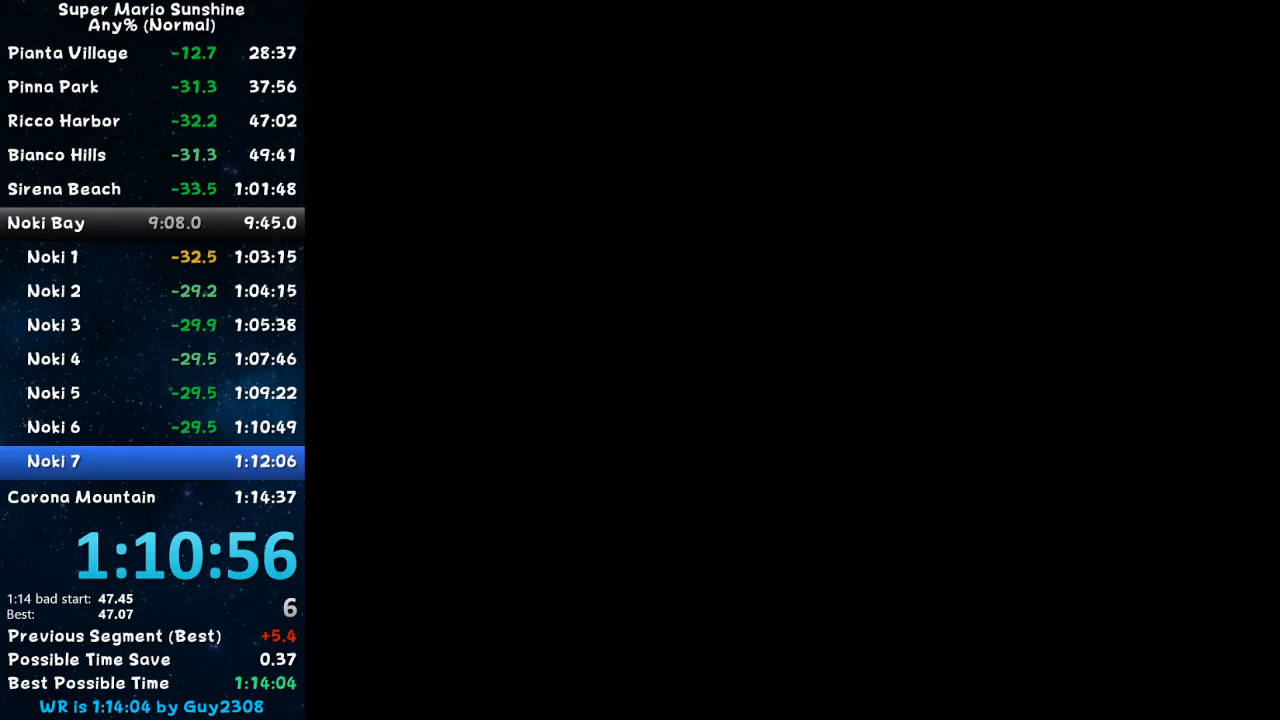 Super Mario Sunshine
Any% (Normal)
Pianta Village -12.7 28:37
Pinna Park -31.3 37:56
Ricco Harbor -32.2 47:02
Bianco Hills -31.3 49:41
Sirena Beach -33.5 1:01:48
Noki Bay 9:08.0 9:45.0
Noki 1 -32.5 1:03:15
Noki 2 -29.2 1:04:15
Noki 3 -29.9 1:05:38
Noki 4 -29.5 1:07:46
Noki 5 -29.5 1:09:22
Noki 6 -29.5 1:10:49
Noki 7 1:12:06
Corona Mountain 1:14:37
1:10:56
1:14 bad start: 47.45
Best: 47.07
6
Previous Segment (Best) +5.4
Possible Time Save 0.37
Best Possible Time 1:14:04
WR is 1:14:04 by Guy2308